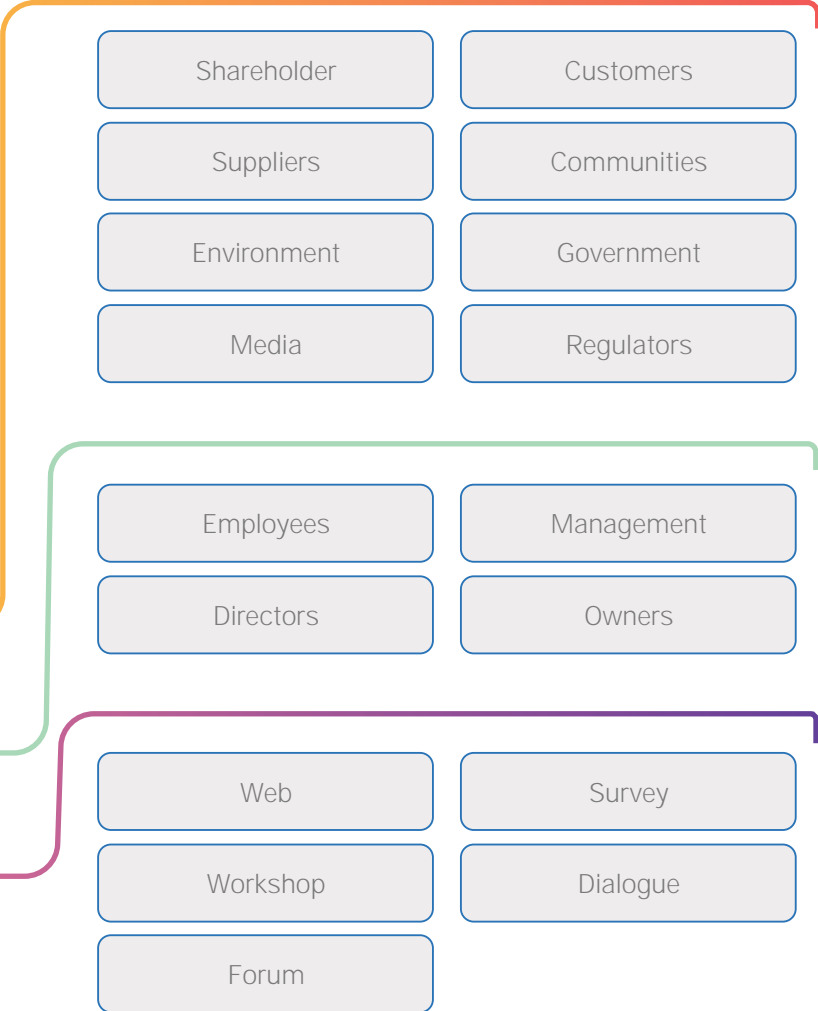 Shareholder
Customers
Suppliers
Communities
Environment
Government
Media
Regulators
Employees
Management
Directors
Owners
Web
Survey
Workshop
Dialogue
Forum